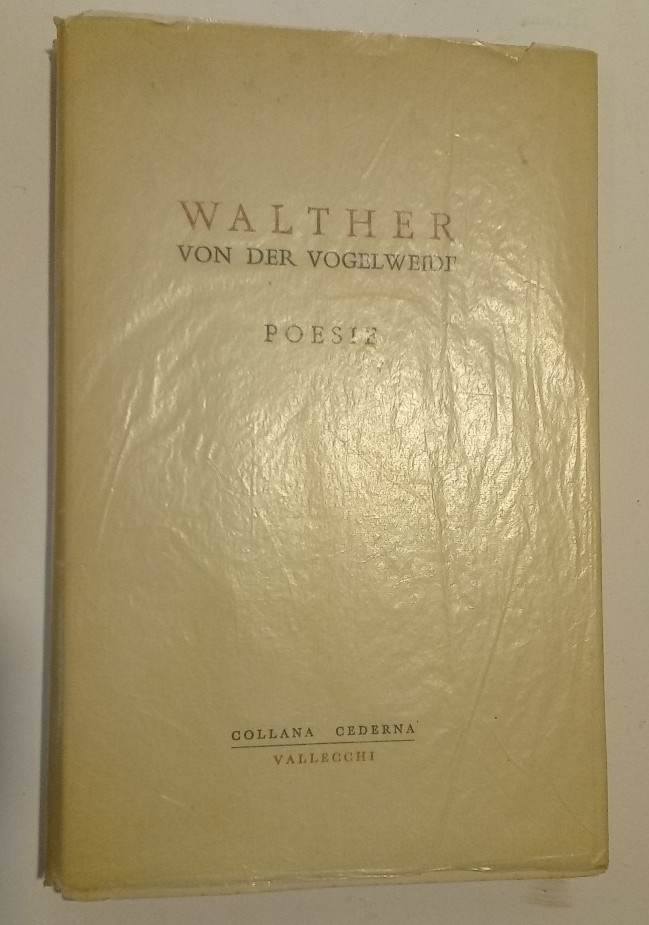 WALTHER
VON DER VOGELWEIDE
POESIE
COLLANA CEDERNA
VALLECCHI